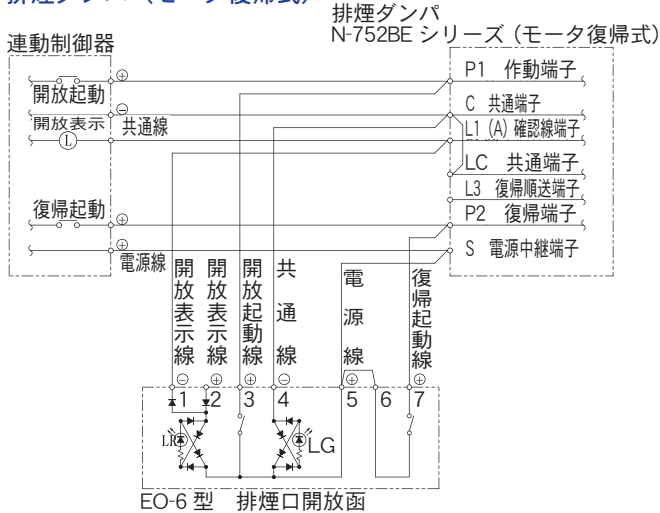 排煙ダンパ（モータ復帰式）
排煙ダンパ
N-752BE シリーズ（モータ復帰式）
連動制御器
開放起動
⊕
P1 作動端子
⊖
C 共通端子
開放表示
共通線
L
L1 (A) 確認線端子
LC 共通端子
L3 復帰順送端子
復帰起動
⊕
P2 復帰端子
⊕
電源線
S 電源中継端子
開放表示線
開放表示線
開放起動線
共通線
電源線
復帰起動線
⊖ ⊕ ⊕ ⊖ ⊕ ⊕
1 2 3 4 5 6 7
LR
LG
EO-6 型 排煙口開放函